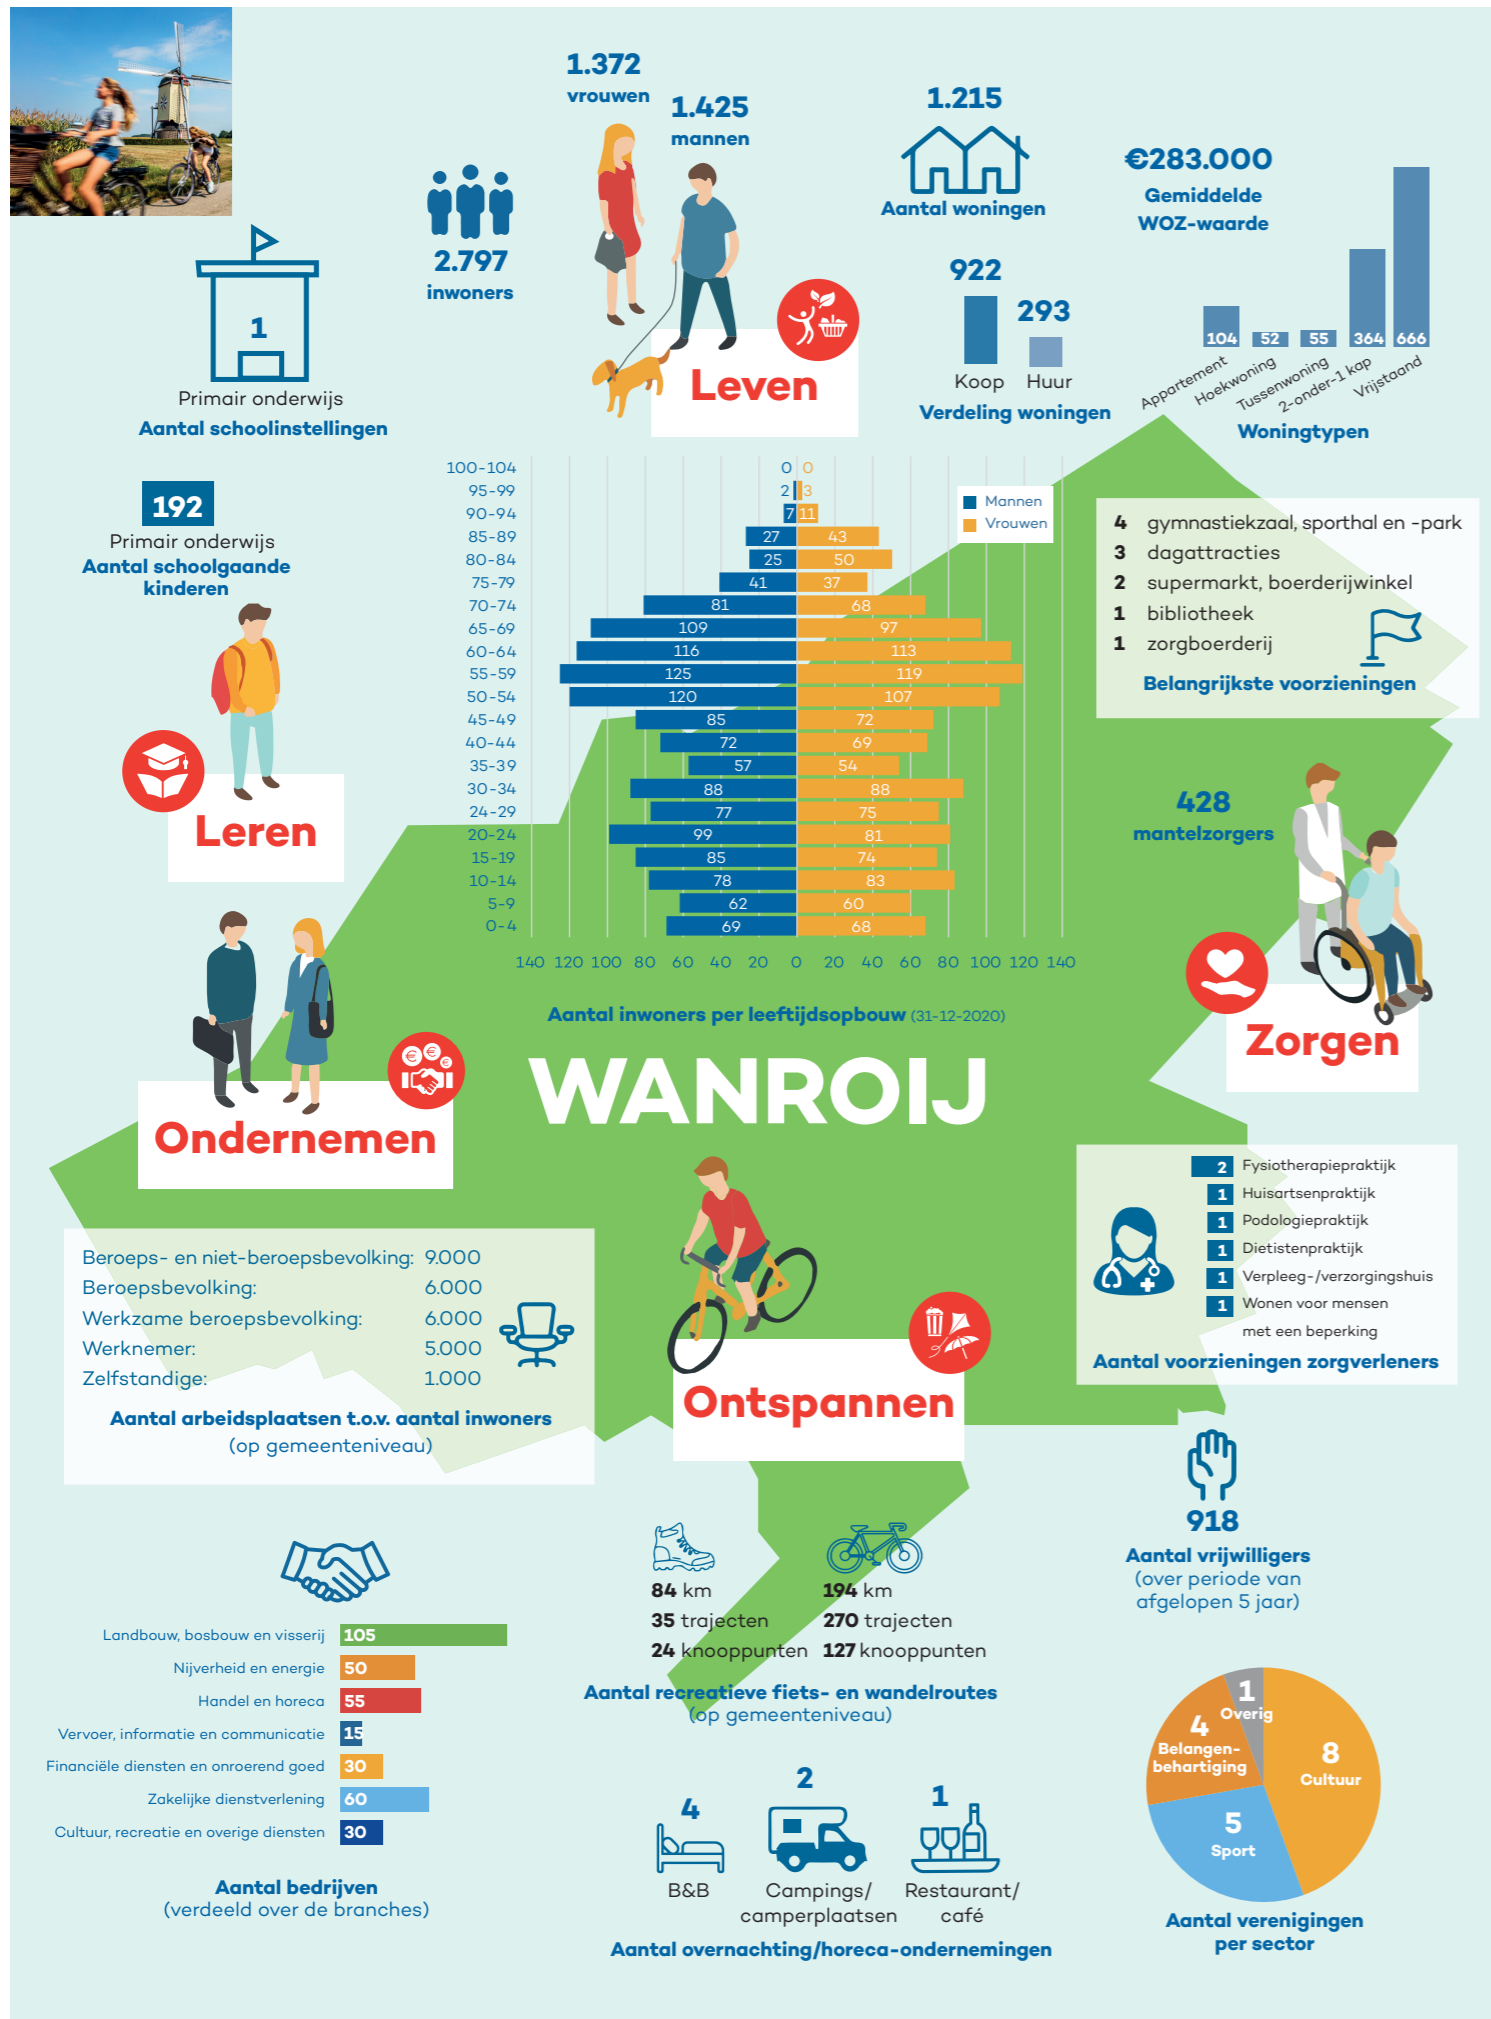 1.372
vrouwen
1.425
mannen
2.797
inwoners
1
Primair onderwijs
Aantal schoolinstellingen
192
Primair onderwijs
Aantal schoolgaande
kinderen
Leren
Leven
1.215
Aantal woningen
922
293
Koop Huur
Verdeling woningen
€283.000
Gemiddelde
WOZ-waarde
104 52 55 364 666
Appartement
Hoekwoning
Tussenwoning
2-onder-1 kap
Vrijstaand
Woningtypen
100-104 0 0
95-99 2 3
90-94 7 11
85-89 27 43
80-84 25 50
75-79 41 37
70-74 81 68
65-69 109 97
60-64 116 113
55-59 125 119
50-54 120 107
45-49 85 72
40-44 72 69
35-39 57 54
30-34 88 88
24-29 77 75
20-24 99 81
15-19 85 74
10-14 78 83
5-9 62 60
0-4 69 68
140 120 100 80 60 40 20 0 20 40 60 80 100 120 140
Mannen
Vrouwen
Aantal inwoners per leeftijdsopbouw (31-12-2020)
4 gymnastiekzaal, sporthal en -park
3 dagattracties
2 supermarkt, boerderijwinkel
1 bibliotheek
1 zorgboerderij
Belangrijkste voorzieningen
428
mantelzorgers
Zorgen
WANROIJ
Ondernemen
Beroeps- en niet-beroepsbevolking: 9.000
Beroepsbevolking: 6.000
Werkzame beroepsbevolking: 6.000
Werknemer: 5.000
Zelfstandige: 1.000
Aantal arbeidsplaatsen t.o.v. aantal inwoners
(op gemeenteniveau)
2 Fysiotherapiepraktijk
1 Huisartsenpraktijk
1 Podologiepraktijk
1 Dietistenpraktijk
1 Verpleeg-/verzorgingshuis
1 Wonen voor mensen
met een beperking
Aantal voorzieningen zorgverleners
Ontspannen
84 km
35 trajecten
24 knooppunten
194 km
270 trajecten
127 knooppunten
Aantal recreatieve fiets- en wandelroutes
(op gemeenteniveau)
918
Aantal vrijwilligers
(over periode van
afgelopen 5 jaar)
Landbouw, bosbouw en visserij 105
Nijverheid en energie 50
Handel en horeca 55
Vervoer, informatie en communicatie 15
Financiële diensten en onroerend goed 30
Zakelijke dienstverlening 60
Cultuur, recreatie en overige diensten 30
Aantal bedrijven
(verdeeld over de branches)
4
B&B
2
Campings/
camperplaatsen
1
Restaurant/
café
Aantal overnachting/horeca-ondernemingen
1
Overig
4
Belangen-
behartiging
8
Cultuur
5
Sport
Aantal verenigingen
per sector